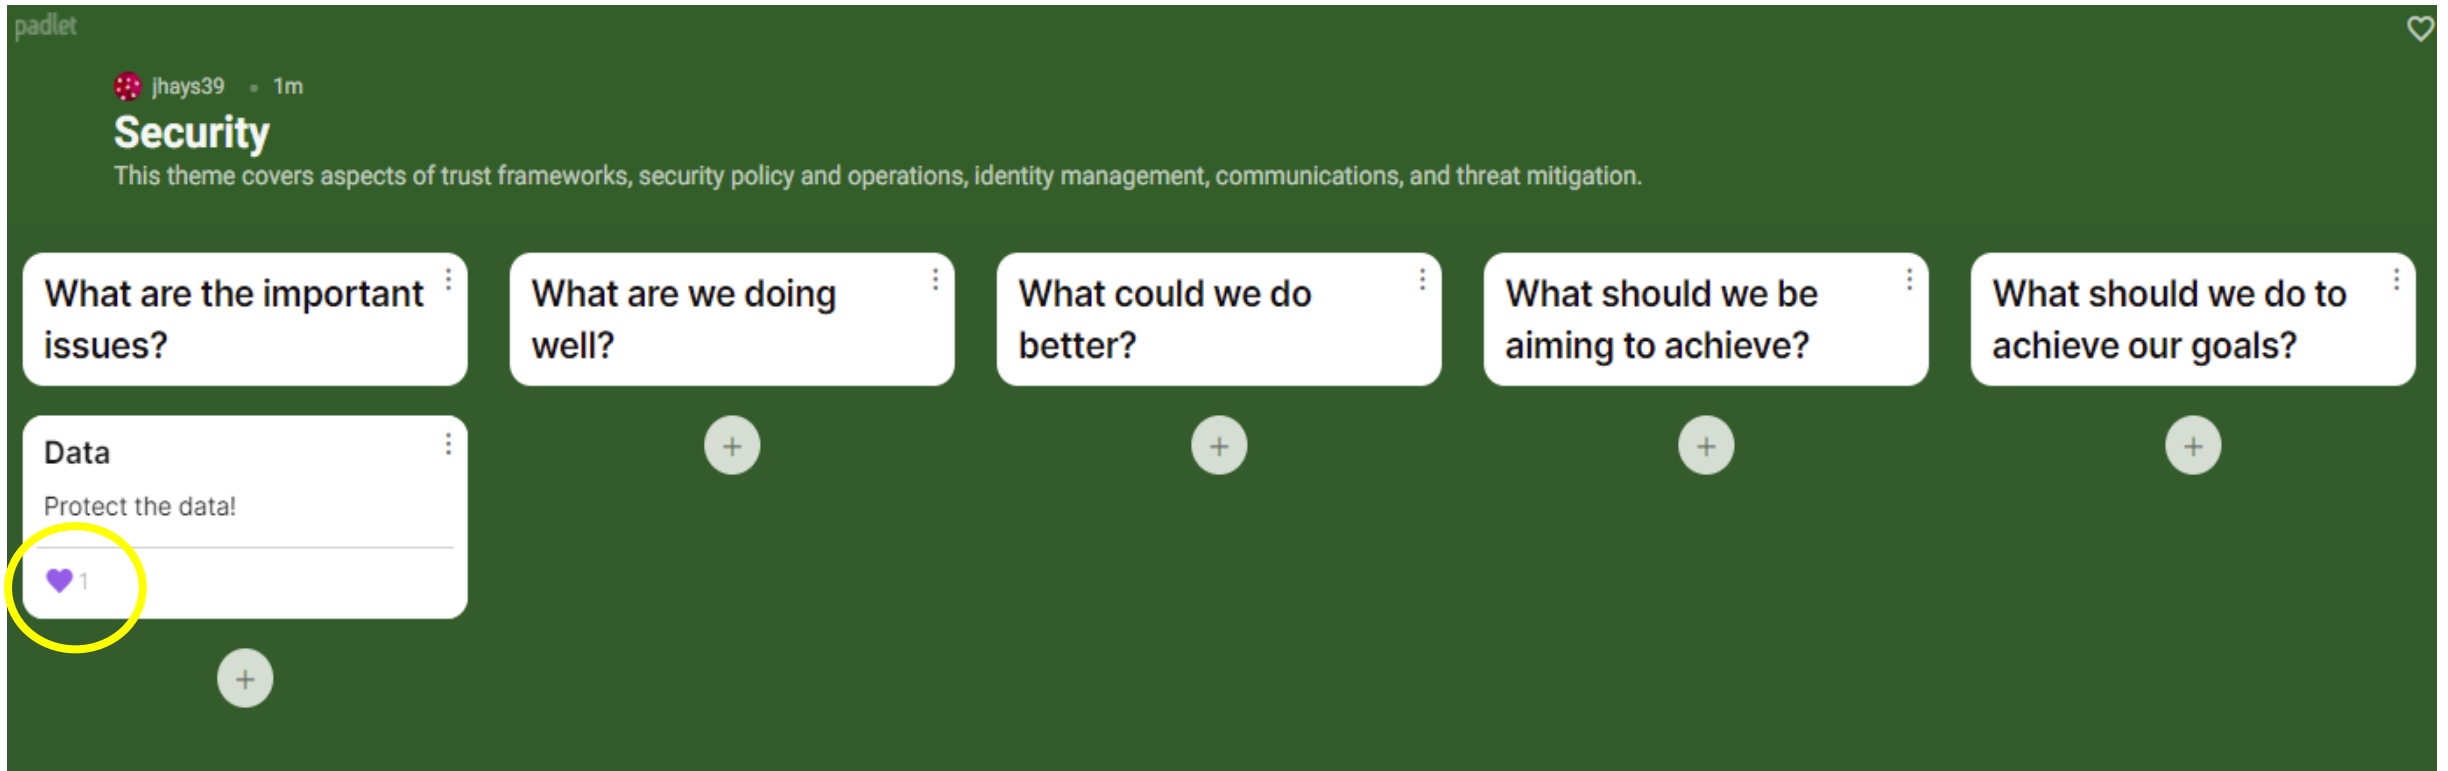 padlet
jhays39 • 1m
Security
This theme covers aspects of trust frameworks, security policy and operations, identity management, communications, and threat mitigation.
What are the important
issues?
What are we doing
well?
What could we do
better?
What should we be
aiming to achieve?
What should we do to
achieve our goals?
Data
Protect the data!
1